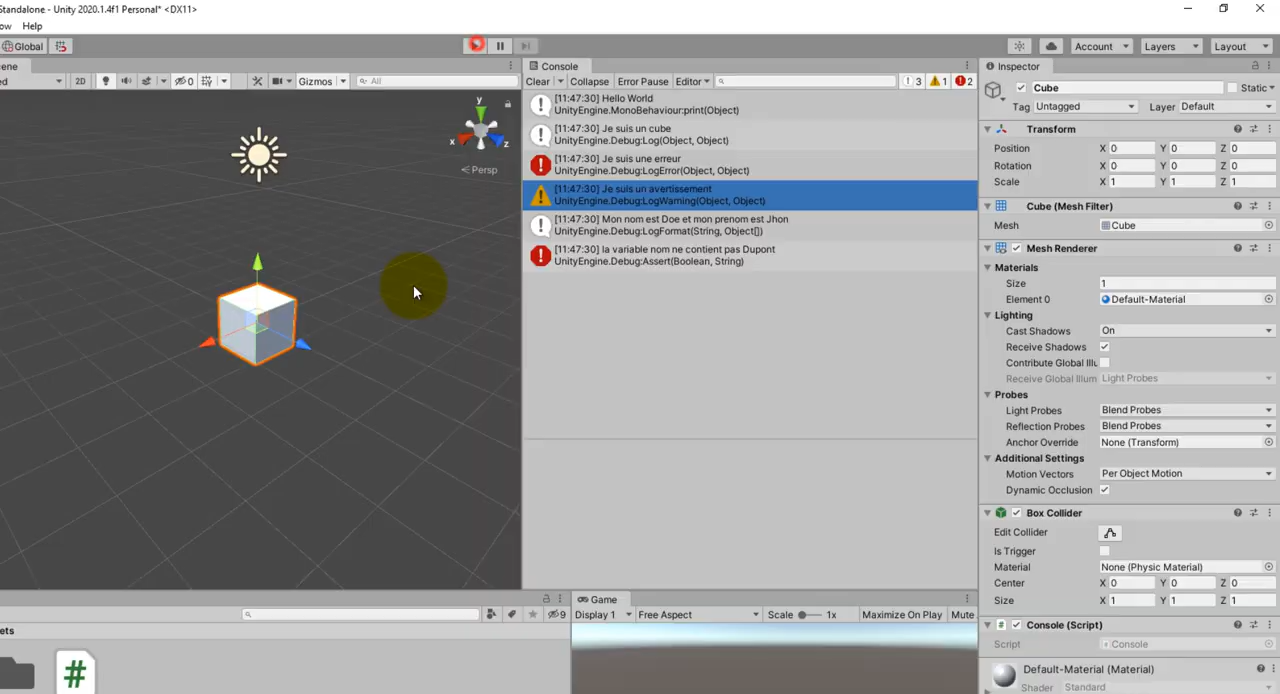 Standalone - Unity 2020.1.4f1 Personal* <DX11>
ow Help
Global
Account Layers Layout
ene
Console
Inspector
ed 2D 0 Gizmos All
Clear Collapse Error Pause Editor 3 1 2
Cube Static
Tag Untagged Layer Default
[11:47:30] Hello World
UnityEngine.MonoBehaviour:print(Object)
[11:47:30] Je suis un cube
UnityEngine.Debug:Log(Object, Object)
[11:47:30] Je suis une erreur
UnityEngine.Debug:LogError(Object, Object)
[11:47:30] Je suis un avertissement
UnityEngine.Debug:LogWarning(Object, Object)
[11:47:30] Mon nom est Doe et mon prenom est Jhon
UnityEngine.Debug:LogFormat(String, Object[])
[11:47:30] la variable nom ne contient pas Dupont
UnityEngine.Debug:Assert(Boolean, String)
y
x z
< Persp
Transform
Position X 0 Y 0 Z 0
Rotation X 0 Y 0 Z 0
Scale X 1 Y 1 Z 1
Cube (Mesh Filter)
Mesh Cube
Mesh Renderer
Materials
Size 1
Element 0 Default-Material
Lighting
Cast Shadows On
Receive Shadows
Contribute Global Illu
Receive Global Illum Light Probes
Probes
Light Probes Blend Probes
Reflection Probes Blend Probes
Anchor Override None (Transform)
Additional Settings
Motion Vectors Per Object Motion
Dynamic Occlusion
Box Collider
Edit Collider
Is Trigger
Material None (Physic Material)
Center X 0 Y 0 Z 0
Size X 1 Y 1 Z 1
Console (Script)
Script Console
Default-Material (Material)
Shader Standard
9
Game
Display 1 Free Aspect Scale 1x Maximize On Play Mute
ets
#